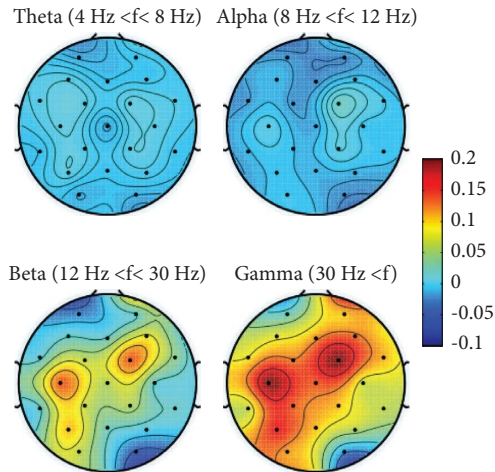 Theta (4 Hz <f< 8 Hz)
Alpha (8 Hz <f< 12 Hz)
Beta (12 Hz <f< 30 Hz)
Gamma (30 Hz <f)
0.2
0.15
0.1
0.05
0
-0.05
-0.1